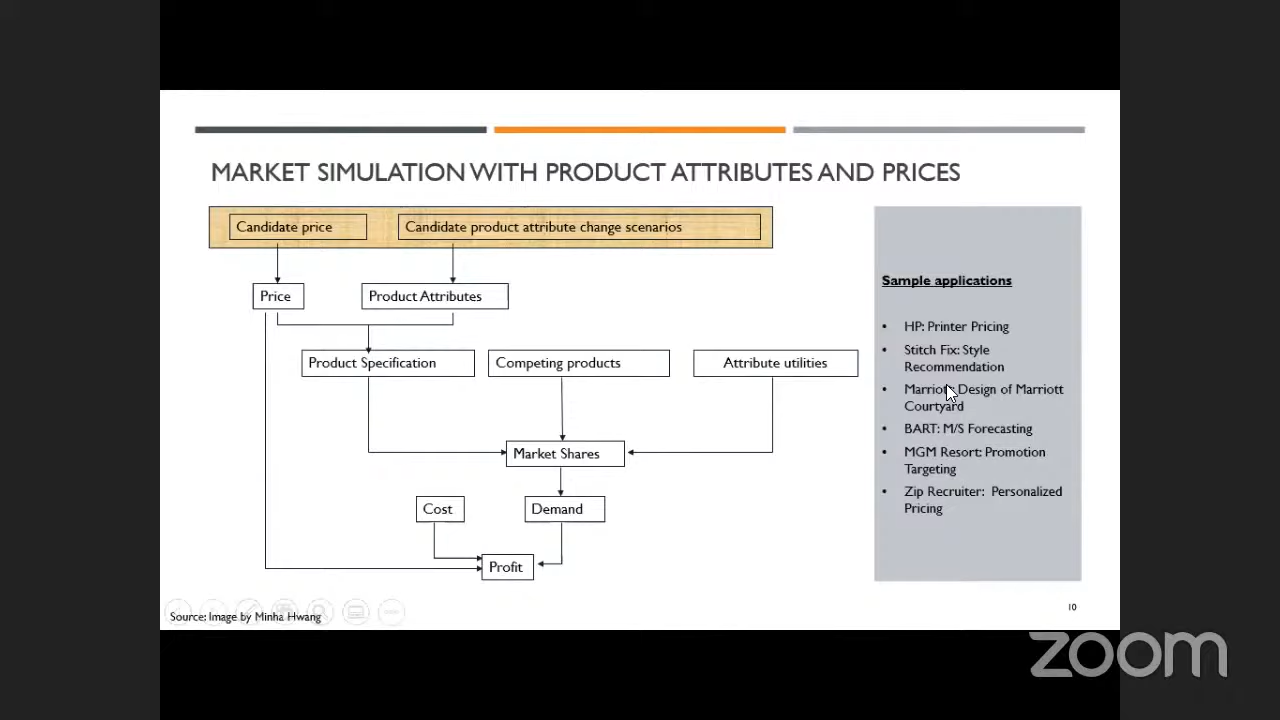 MARKET SIMULATION WITH PRODUCT ATTRIBUTES AND PRICES
Candidate price
Candidate product attribute change scenarios
Price
Product Attributes
Product Specification
Competing products
Attribute utilities
Market Shares
Cost
Demand
Profit
Sample applications
• HP: Printer Pricing
• Stitch Fix: Style
Recommendation
• Marriott: Design of Marriott
Courtyard
• BART: M/S Forecasting
• MGM Resort: Promotion
Targeting
• Zip Recruiter: Personalized
Pricing
Source: Image by Minha Hwang
10
zoom